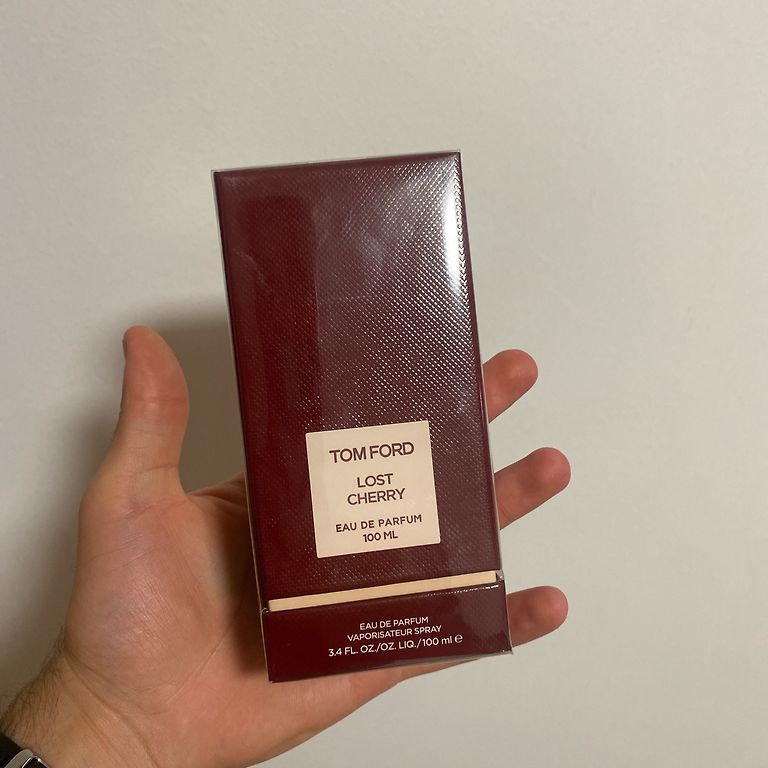 TOM FORD
LOST
CHERRY
EAU DE PARFUM
100 ML
EAU DE PARFUM
VAPORISATEUR SPRAY
3.4 FL. OZ./OZ. LIQ./100 ml ℮